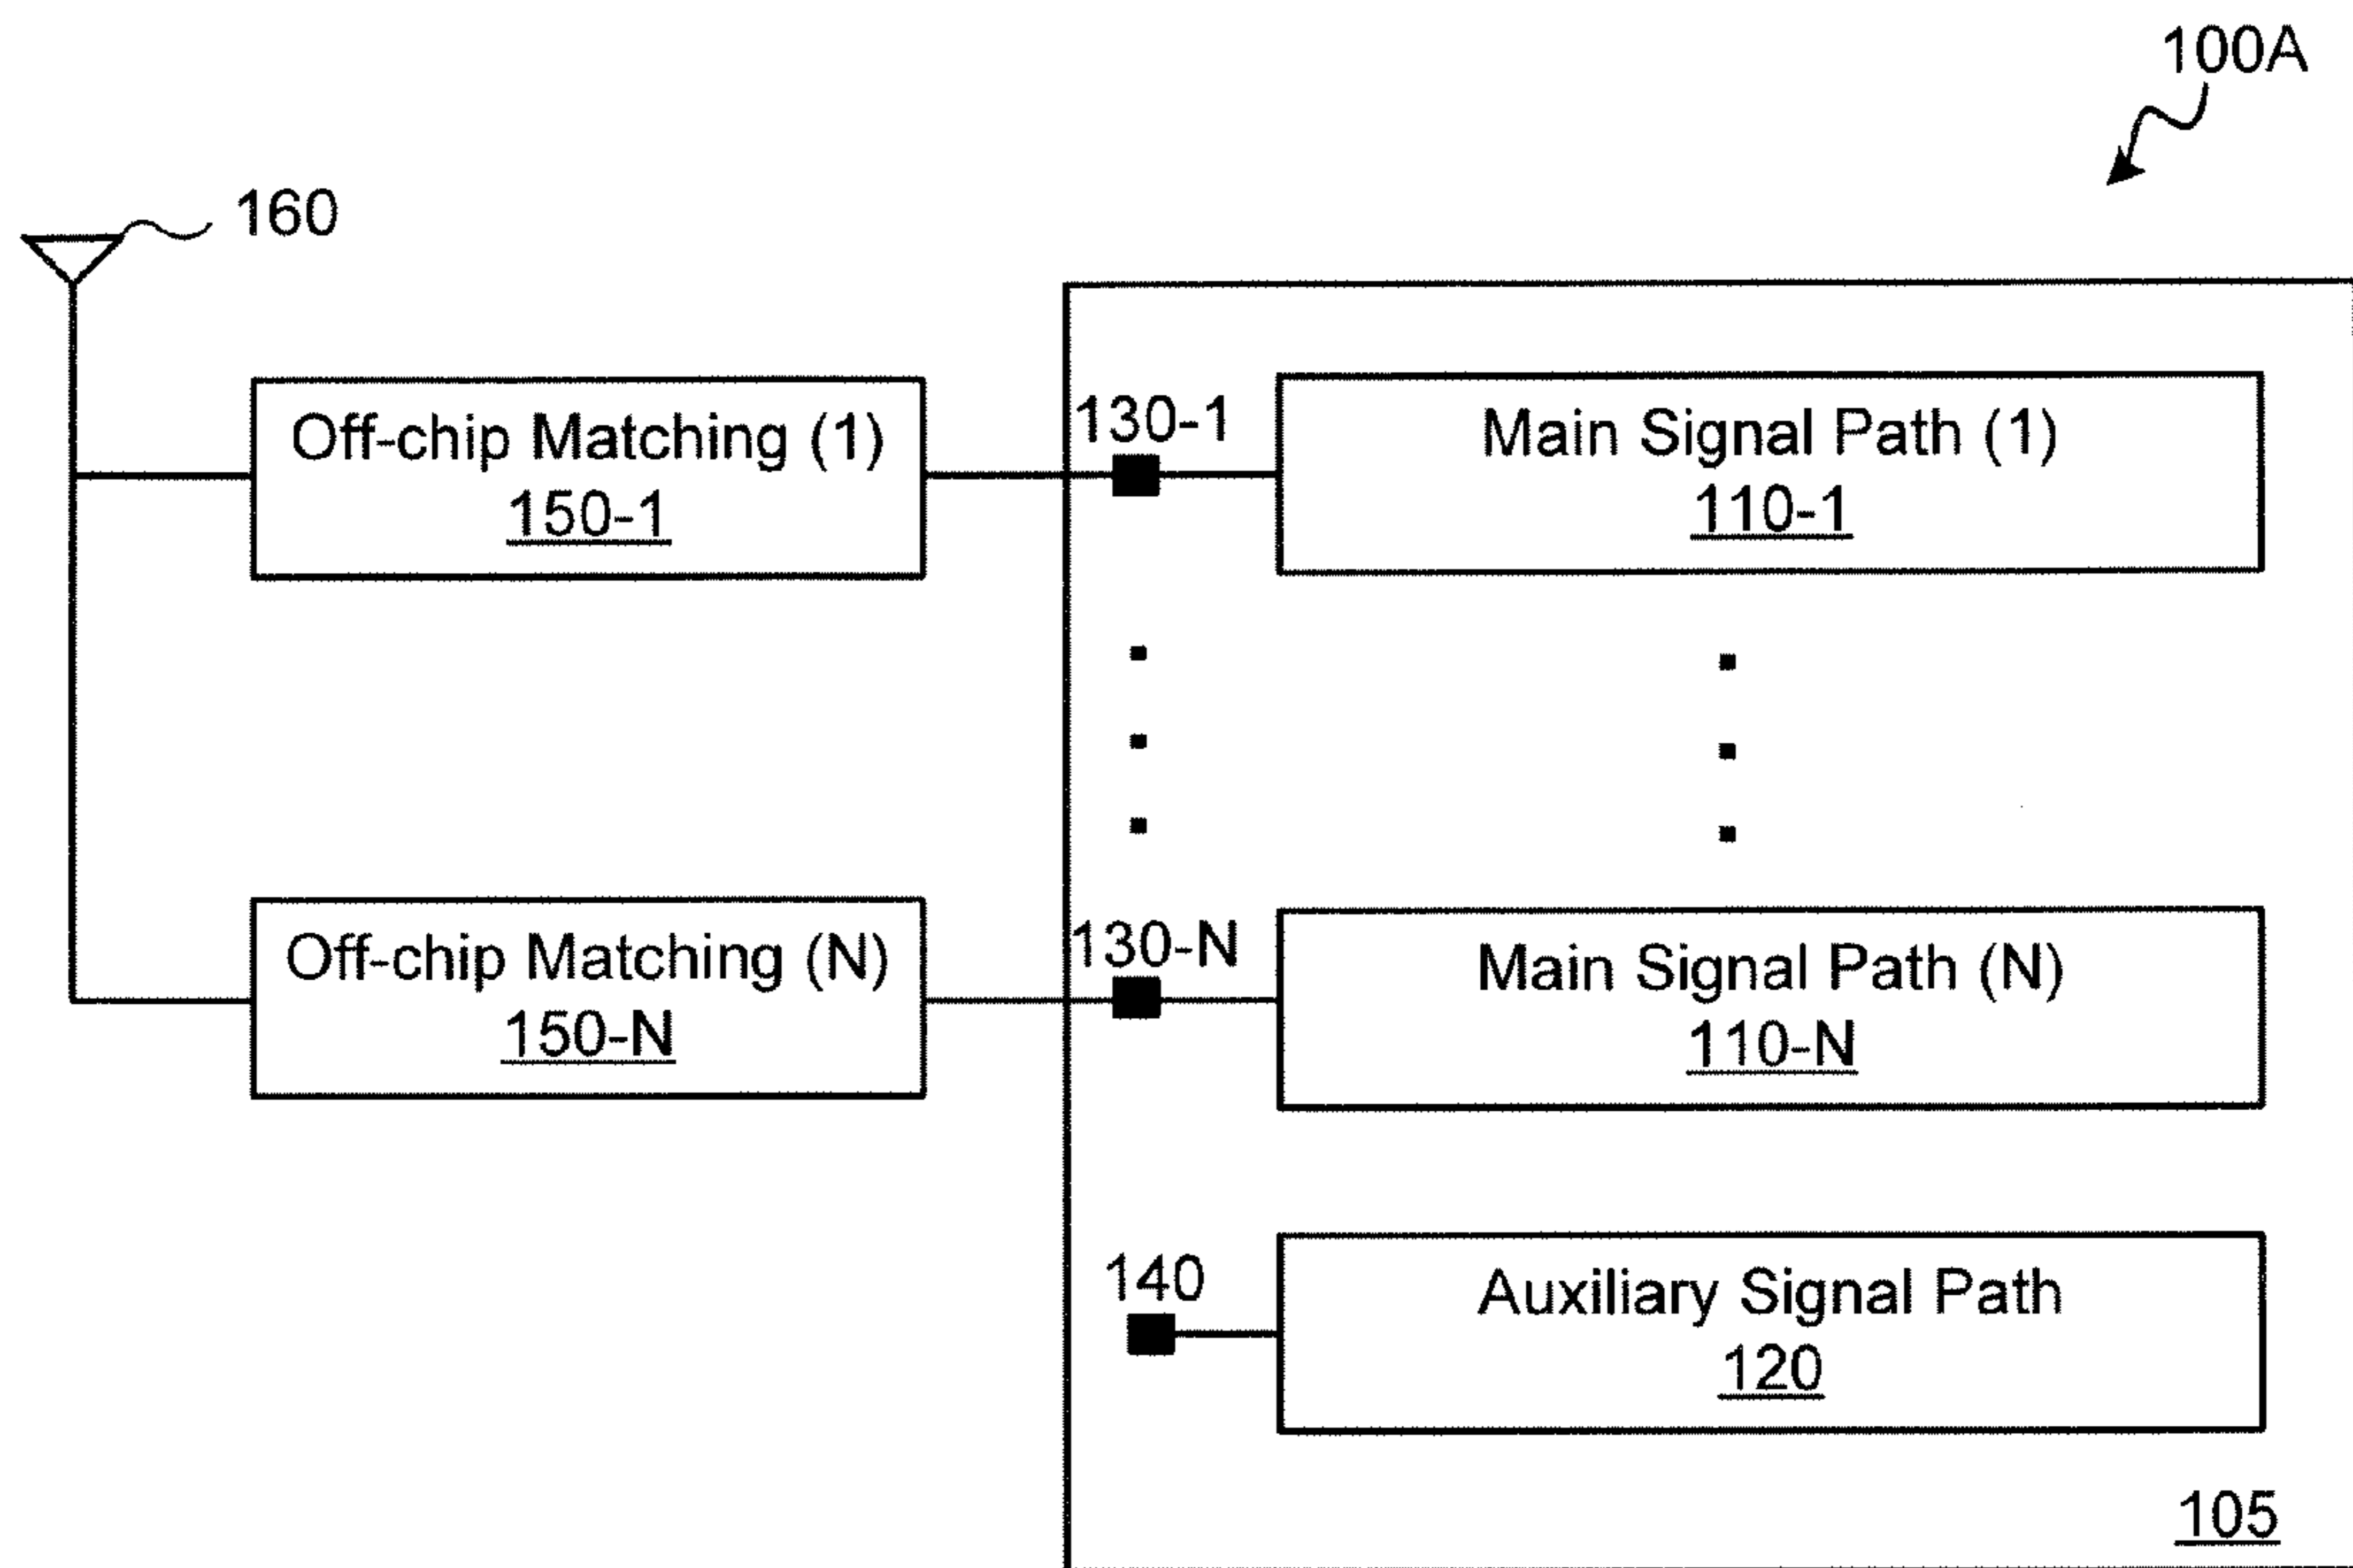 100A
160
Off-chip Matching (1)
150-1
130-1
Main Signal Path (1)
110-1
Off-chip Matching (N)
150-N
130-N
Main Signal Path (N)
110-N
140
Auxiliary Signal Path
120
105